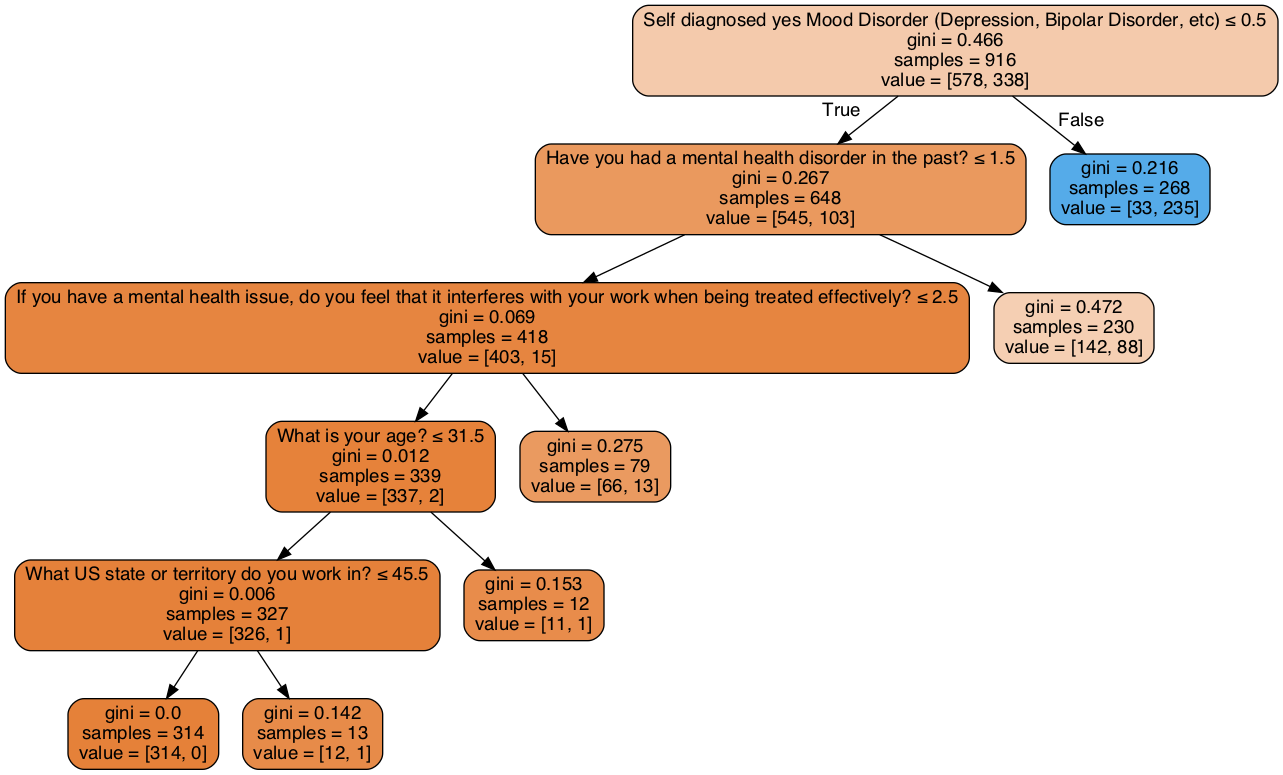 Self diagnosed yes Mood Disorder (Depression, Bipolar Disorder, etc) ≤ 0.5
gini = 0.466
samples = 916
value = [578, 338]
True
False
Have you had a mental health disorder in the past? ≤ 1.5
gini = 0.267
samples = 648
value = [545, 103]
gini = 0.216
samples = 268
value = [33, 235]
If you have a mental health issue, do you feel that it interferes with your work when being treated effectively? ≤ 2.5
gini = 0.069
samples = 418
value = [403, 15]
gini = 0.472
samples = 230
value = [142, 88]
What is your age? ≤ 31.5
gini = 0.012
samples = 339
value = [337, 2]
gini = 0.275
samples = 79
value = [66, 13]
What US state or territory do you work in? ≤ 45.5
gini = 0.006
samples = 327
value = [326, 1]
gini = 0.153
samples = 12
value = [11, 1]
gini = 0.0
samples = 314
value = [314, 0]
gini = 0.142
samples = 13
value = [12, 1]